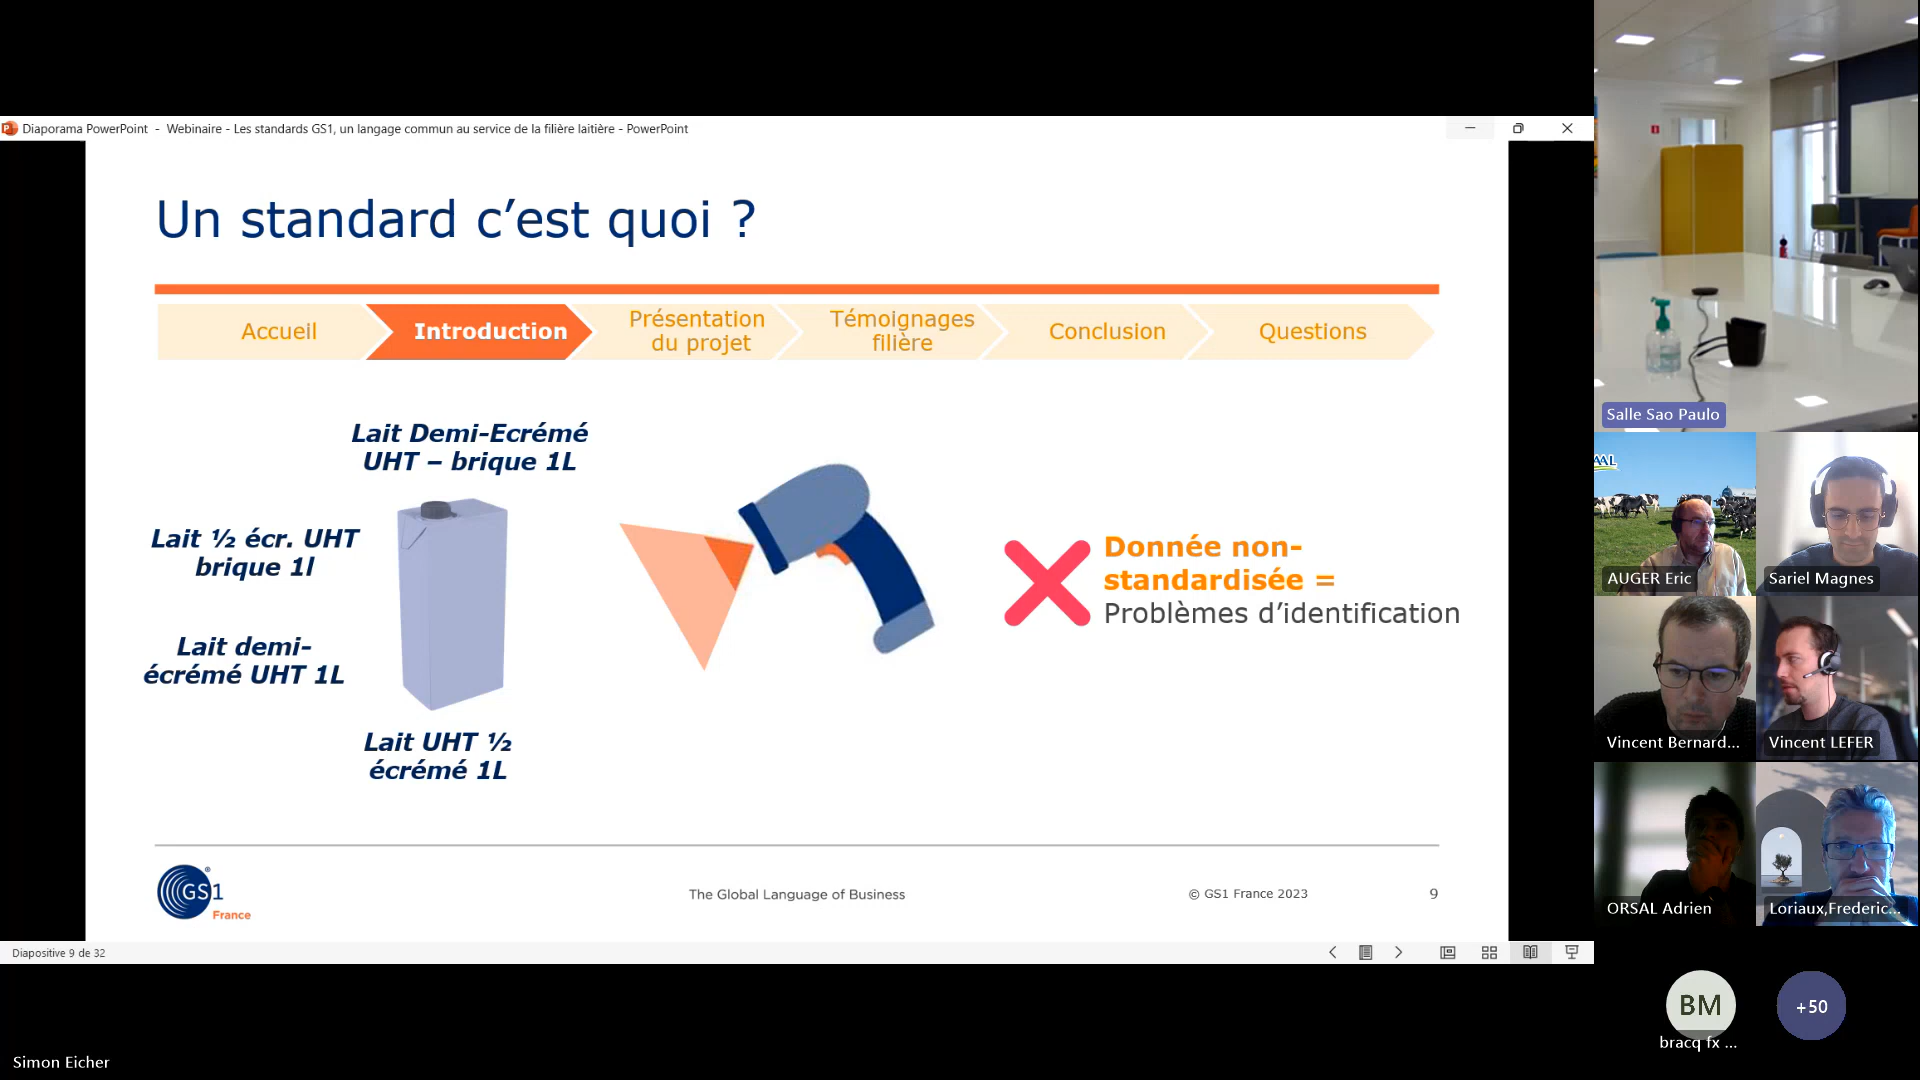 Diaporama PowerPoint - Webinaire - Les standards GS1, un langage commun au service de la filière laitière - PowerPoint
Un standard c’est quoi ?
Accueil
Introduction
Présentation
du projet
Témoignages
filière
Conclusion
Questions
Lait Demi-Ecrémé
UHT – brique 1L
Lait ½ écr. UHT
brique 1l
Lait demi-
écrémé UHT 1L
Lait UHT ½
écrémé 1L
Donnée non-
standardisée =
Problèmes d’identification
GS1
France
The Global Language of Business
© GS1 France 2023
9
Diapositive 9 de 32
Simon Eicher
Salle Sao Paulo
AUGER Eric
Sariel Magnes
Vincent Bernard...
Vincent LEFER
ORSAL Adrien
Loriaux,Frederic...
BM
bracq fx ...
+50